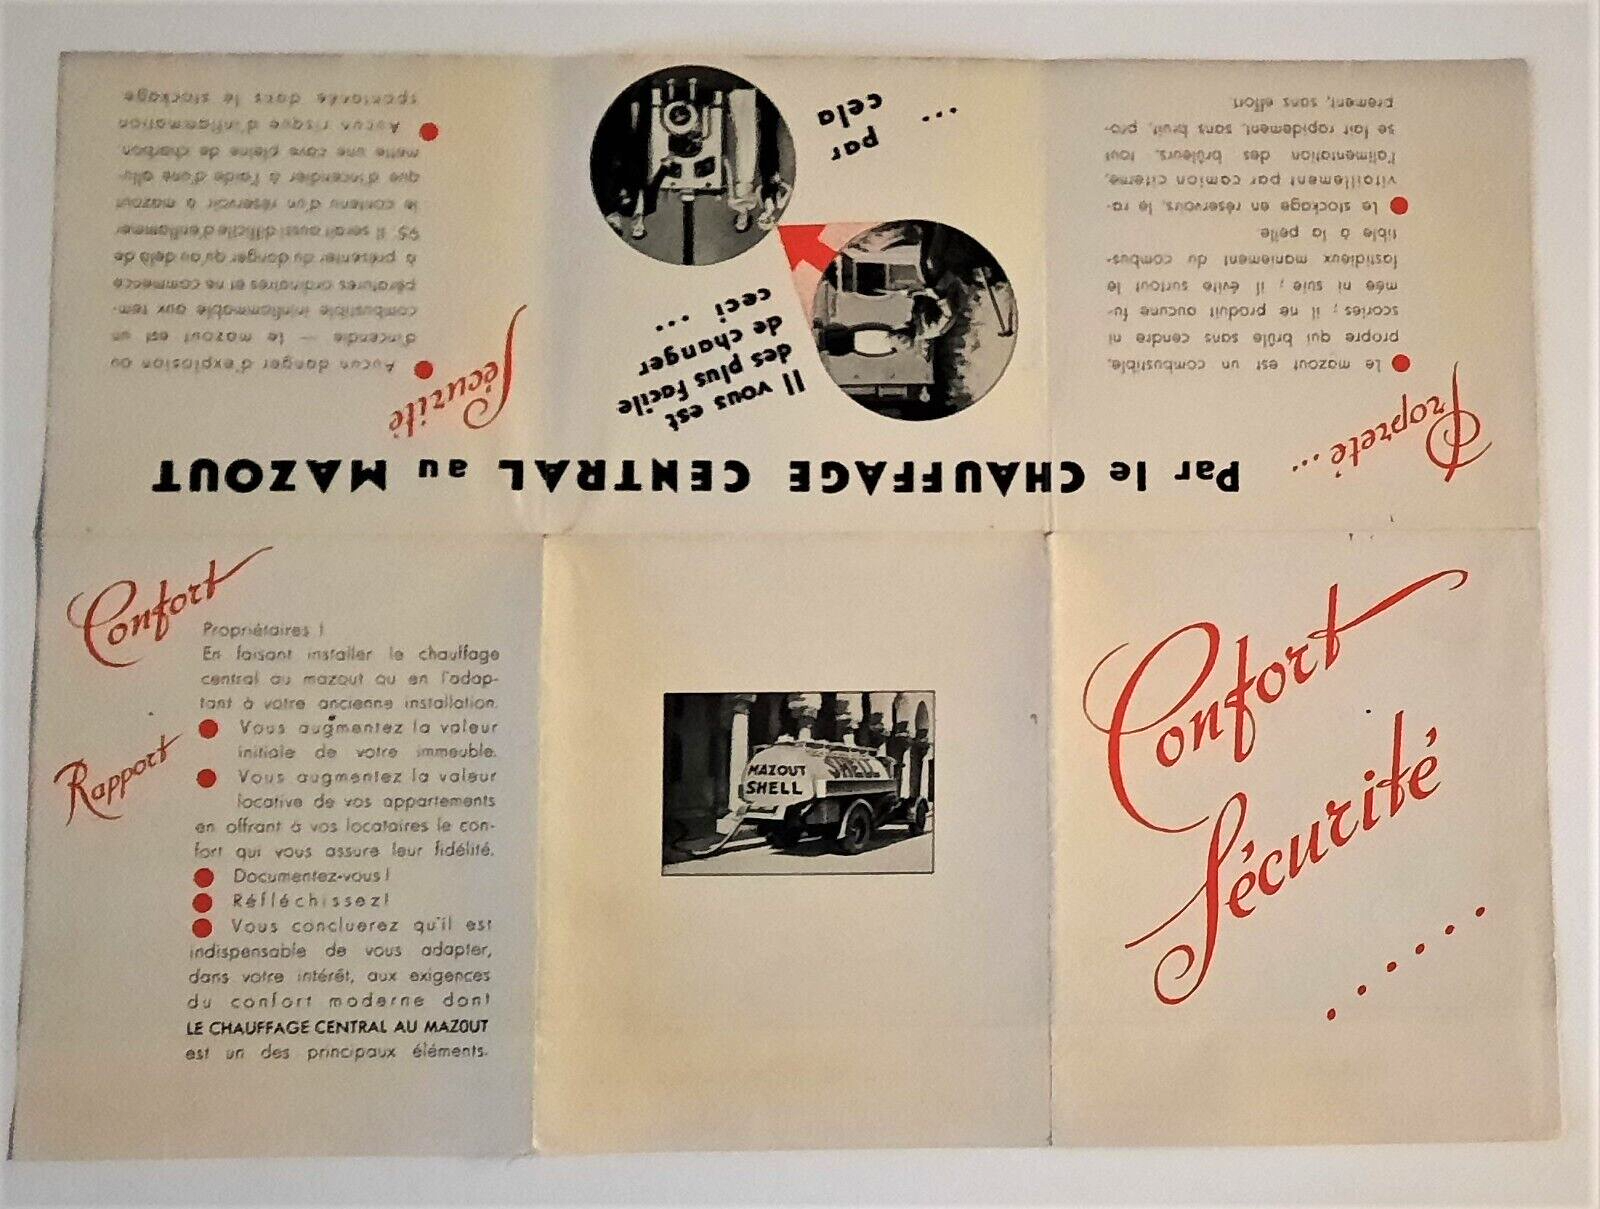 Confort
Propriétaires !
En faisant installer le chauffage
central au mazout ou en l'adap-
tant à votre ancienne installation.
Rapport
Vous augmentez la valeur
initiale de votre immeuble.
Vous augmentez la valeur
locative de vos appartements
en offrant à vos locataires le con-
fort qui vous assure leur fidélité.
Documentez-vous !
Réfléchissez !
Vous concluerez qu'il est
indispensable de vous adapter,
dans votre intérêt, aux exigences
du confort moderne dont
LE CHAUFFAGE CENTRAL AU MAZOUT
est un des principaux éléments.
MAZOUT
SHELL
SHELL
Confort
Sécurité
......
Par le CHAUFFAGE CENTRAL au MAZOUT
Propreté...
Le mazout est un combustible,
propre qui brûle sans cendre ni
scories ; il ne produit aucune fu-
mée ni suie ; il évite surtout le
fastidieux maniement du combus-
tible à la pelle
Le stockage en réservoirs, le ra-
vitaillement par camion citerne,
l'alimentation des brûleurs, tout
se fait rapidement, sans bruit, pro-
prement, sans effort.
Il vous est
des plus facile
de changer
ceci ...
par
cela
...
Sécurité
Aucun danger d'explosion ou
d'incendie — le mazout est un
combustible ininflammable aux tem-
pératures ordinaires et ne commence
à présenter du danger qu'au delà de
95. Il serait aussi difficile d'enflammer
le contenu d'un réservoir à mazout
que d'incendier à l'aide d'une allu-
mette une cave pleine de charbon.
Aucun risque d'inflammation
spontanée dans le stockage